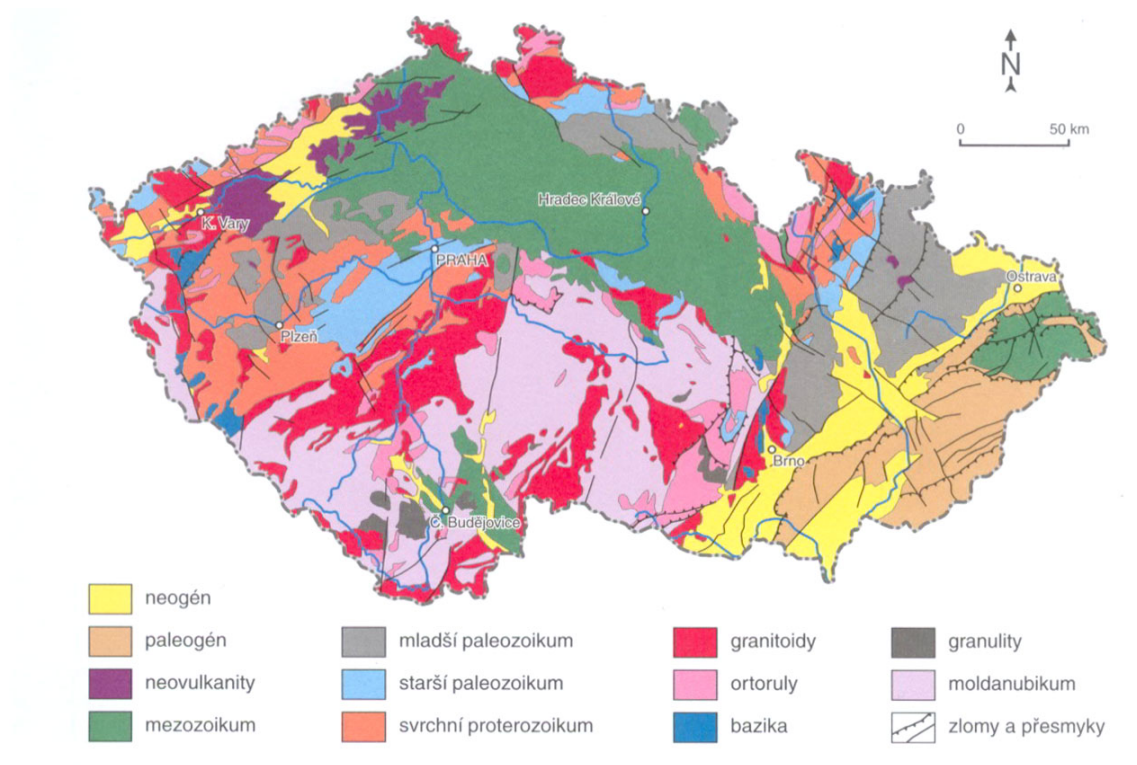 N
0 50 km
Hradec Králové
K. Vary
PRAHA
Ostrava
Plzeň
Brno
Č. Budějovice
neogén
paleogén
neovulkanity
mezozoikum
mladší paleozoikum
starší paleozoikum
svrchní proterozoikum
granitoidy
ortoruly
bazika
granulity
moldanubikum
zlomy a přesmyky